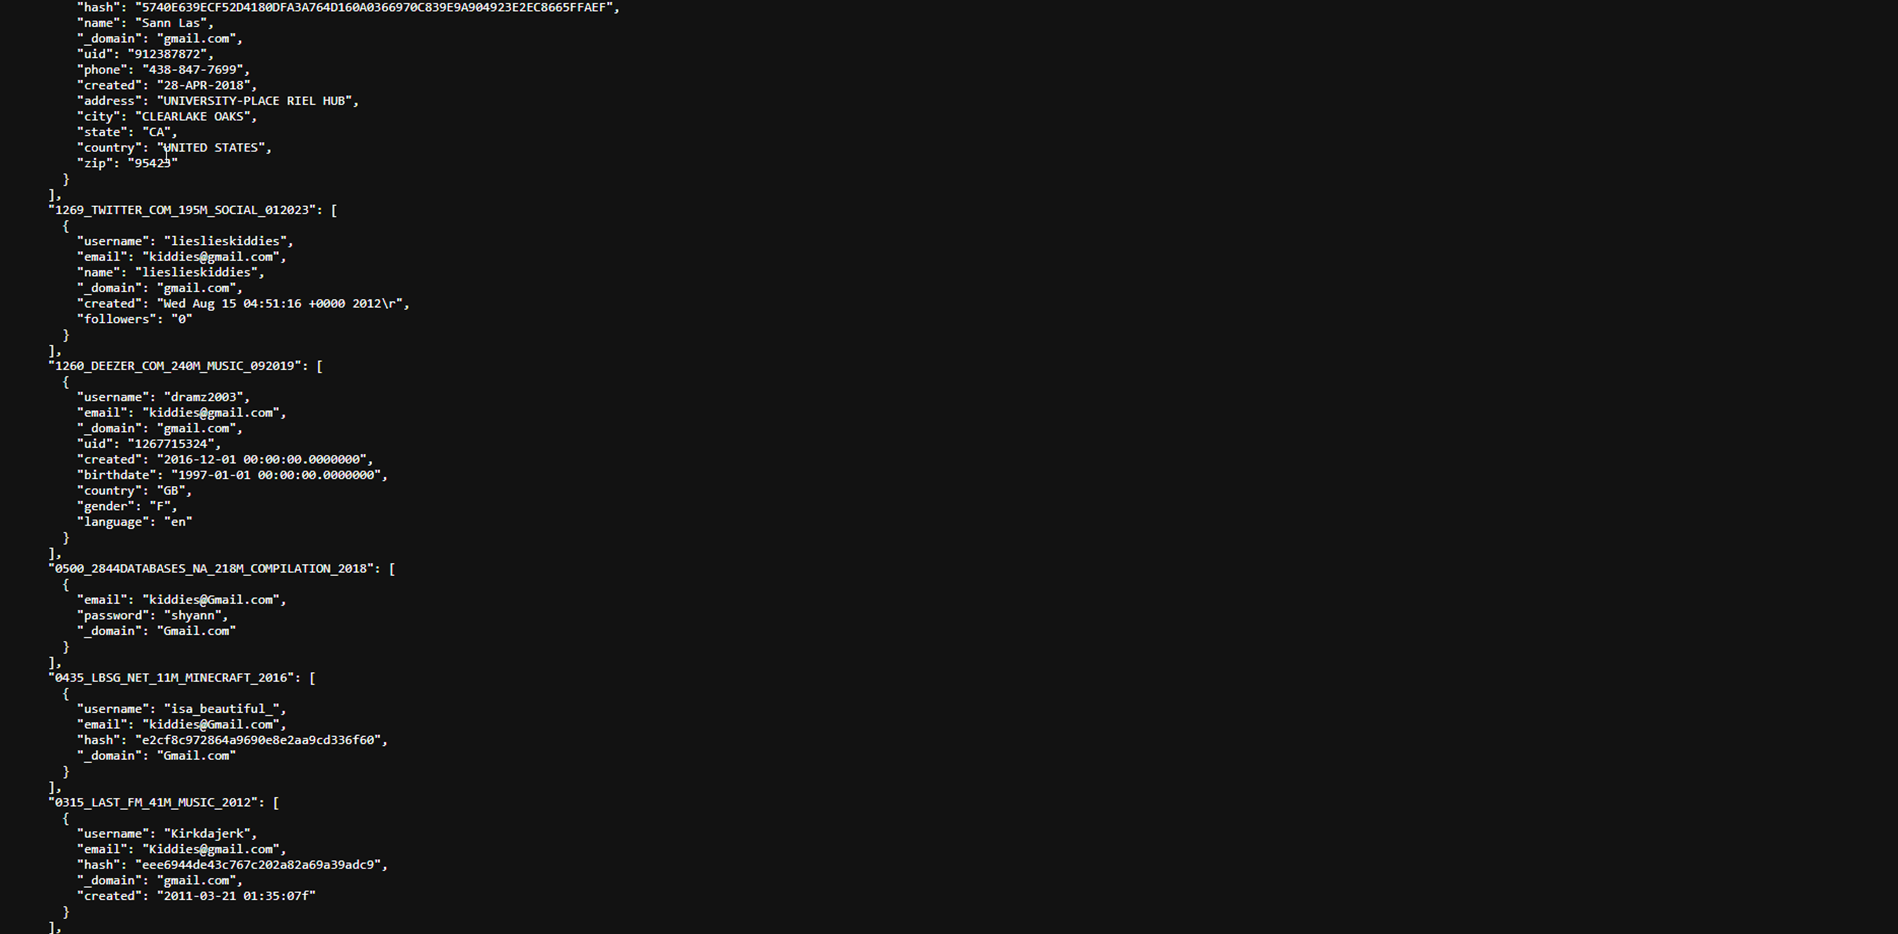 "hash": "5740E639ECF52D4180DFA3A764D160A0366970C839E9A904923E2EC8665FFAEF",
"name": "Sann Las",
"_domain": "gmail.com",
"uid": "912387872",
"phone": "438-847-7699",
"created": "28-APR-2018",
"address": "UNIVERSITY-PLACE RIEL HUB",
"city": "CLEARLAKE OAKS",
"state": "CA",
"country": "UNITED STATES",
"zip": "95423"
}
],
"1269_TWITTER_COM_195M_SOCIAL_012023": [
{
"username": "lieslieskiddies",
"email": "kiddies@gmail.com",
"name": "lieslieskiddies",
"_domain": "gmail.com",
"created": "Wed Aug 15 04:51:16 +0000 2012\r",
"followers": "0"
}
],
"1260_DEEZER_COM_240M_MUSIC_092019": [
{
"username": "dramz2003",
"email": "kiddies@gmail.com",
"_domain": "gmail.com",
"uid": "1267715324",
"created": "2016-12-01 00:00:00.0000000",
"birthdate": "1997-01-01 00:00:00.0000000",
"country": "GB",
"gender": "F",
"language": "en"
}
],
"0500_2844DATABASES_NA_218M_COMPILATION_2018": [
{
"email": "kiddies@Gmail.com",
"password": "shyann",
"_domain": "Gmail.com"
}
],
"0435_LBSG_NET_11M_MINECRAFT_2016": [
{
"username": "isa_beautiful_",
"email": "kiddies@Gmail.com",
"hash": "e2cf8c972864a9690e8e2aa9cd336f60",
"_domain": "Gmail.com"
}
],
"0315_LAST_FM_41M_MUSIC_2012": [
{
"username": "Kirkdajerk",
"email": "Kiddies@gmail.com",
"hash": "eee6944de43c767c202a82a69a39adc9",
"_domain": "gmail.com",
"created": "2011-03-21 01:35:07f"
}
],